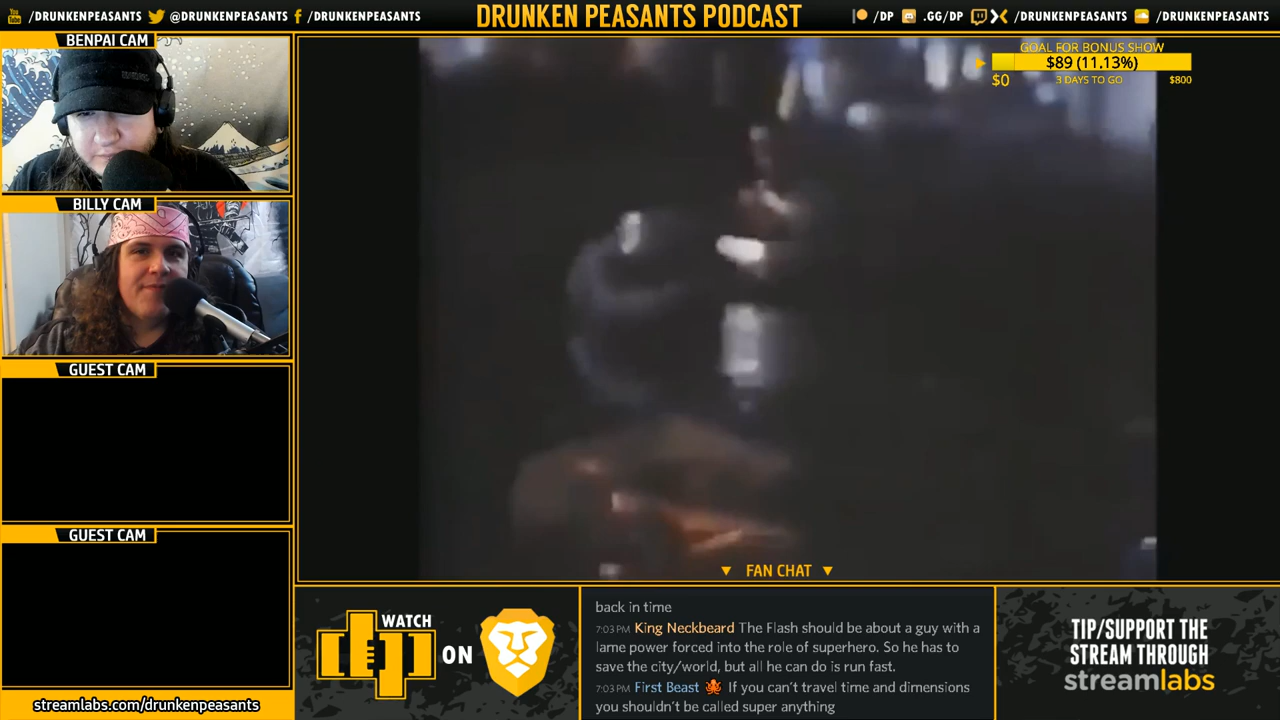 You Tube /DRUNKENPEASANTS @DRUNKENPEASANTS f /DRUNKENPEASANTS
DRUNKEN PEASANTS PODCAST
/DP .GG/DP /DRUNKENPEASANTS /DRUNKENPEASANTS
BENPAI CAM
BILLY CAM
GUEST CAM
GUEST CAM
GOAL FOR BONUS SHOW
$89 (11.13%)
$0 3 DAYS TO GO $800
▼ FAN CHAT ▼
WATCH
ON
back in time
7:03 PM King Neckbeard The Flash should be about a guy with a
lame power forced into the role of superhero. So he has to
save the city/world, but all he can do is run fast.
7:03 PM First Beast 🐙 If you can't travel time and dimensions
you shouldn't be called super anything
TIP/SUPPORT THE
STREAM THROUGH
streamlabs
streamlabs.com/drunkenpeasants